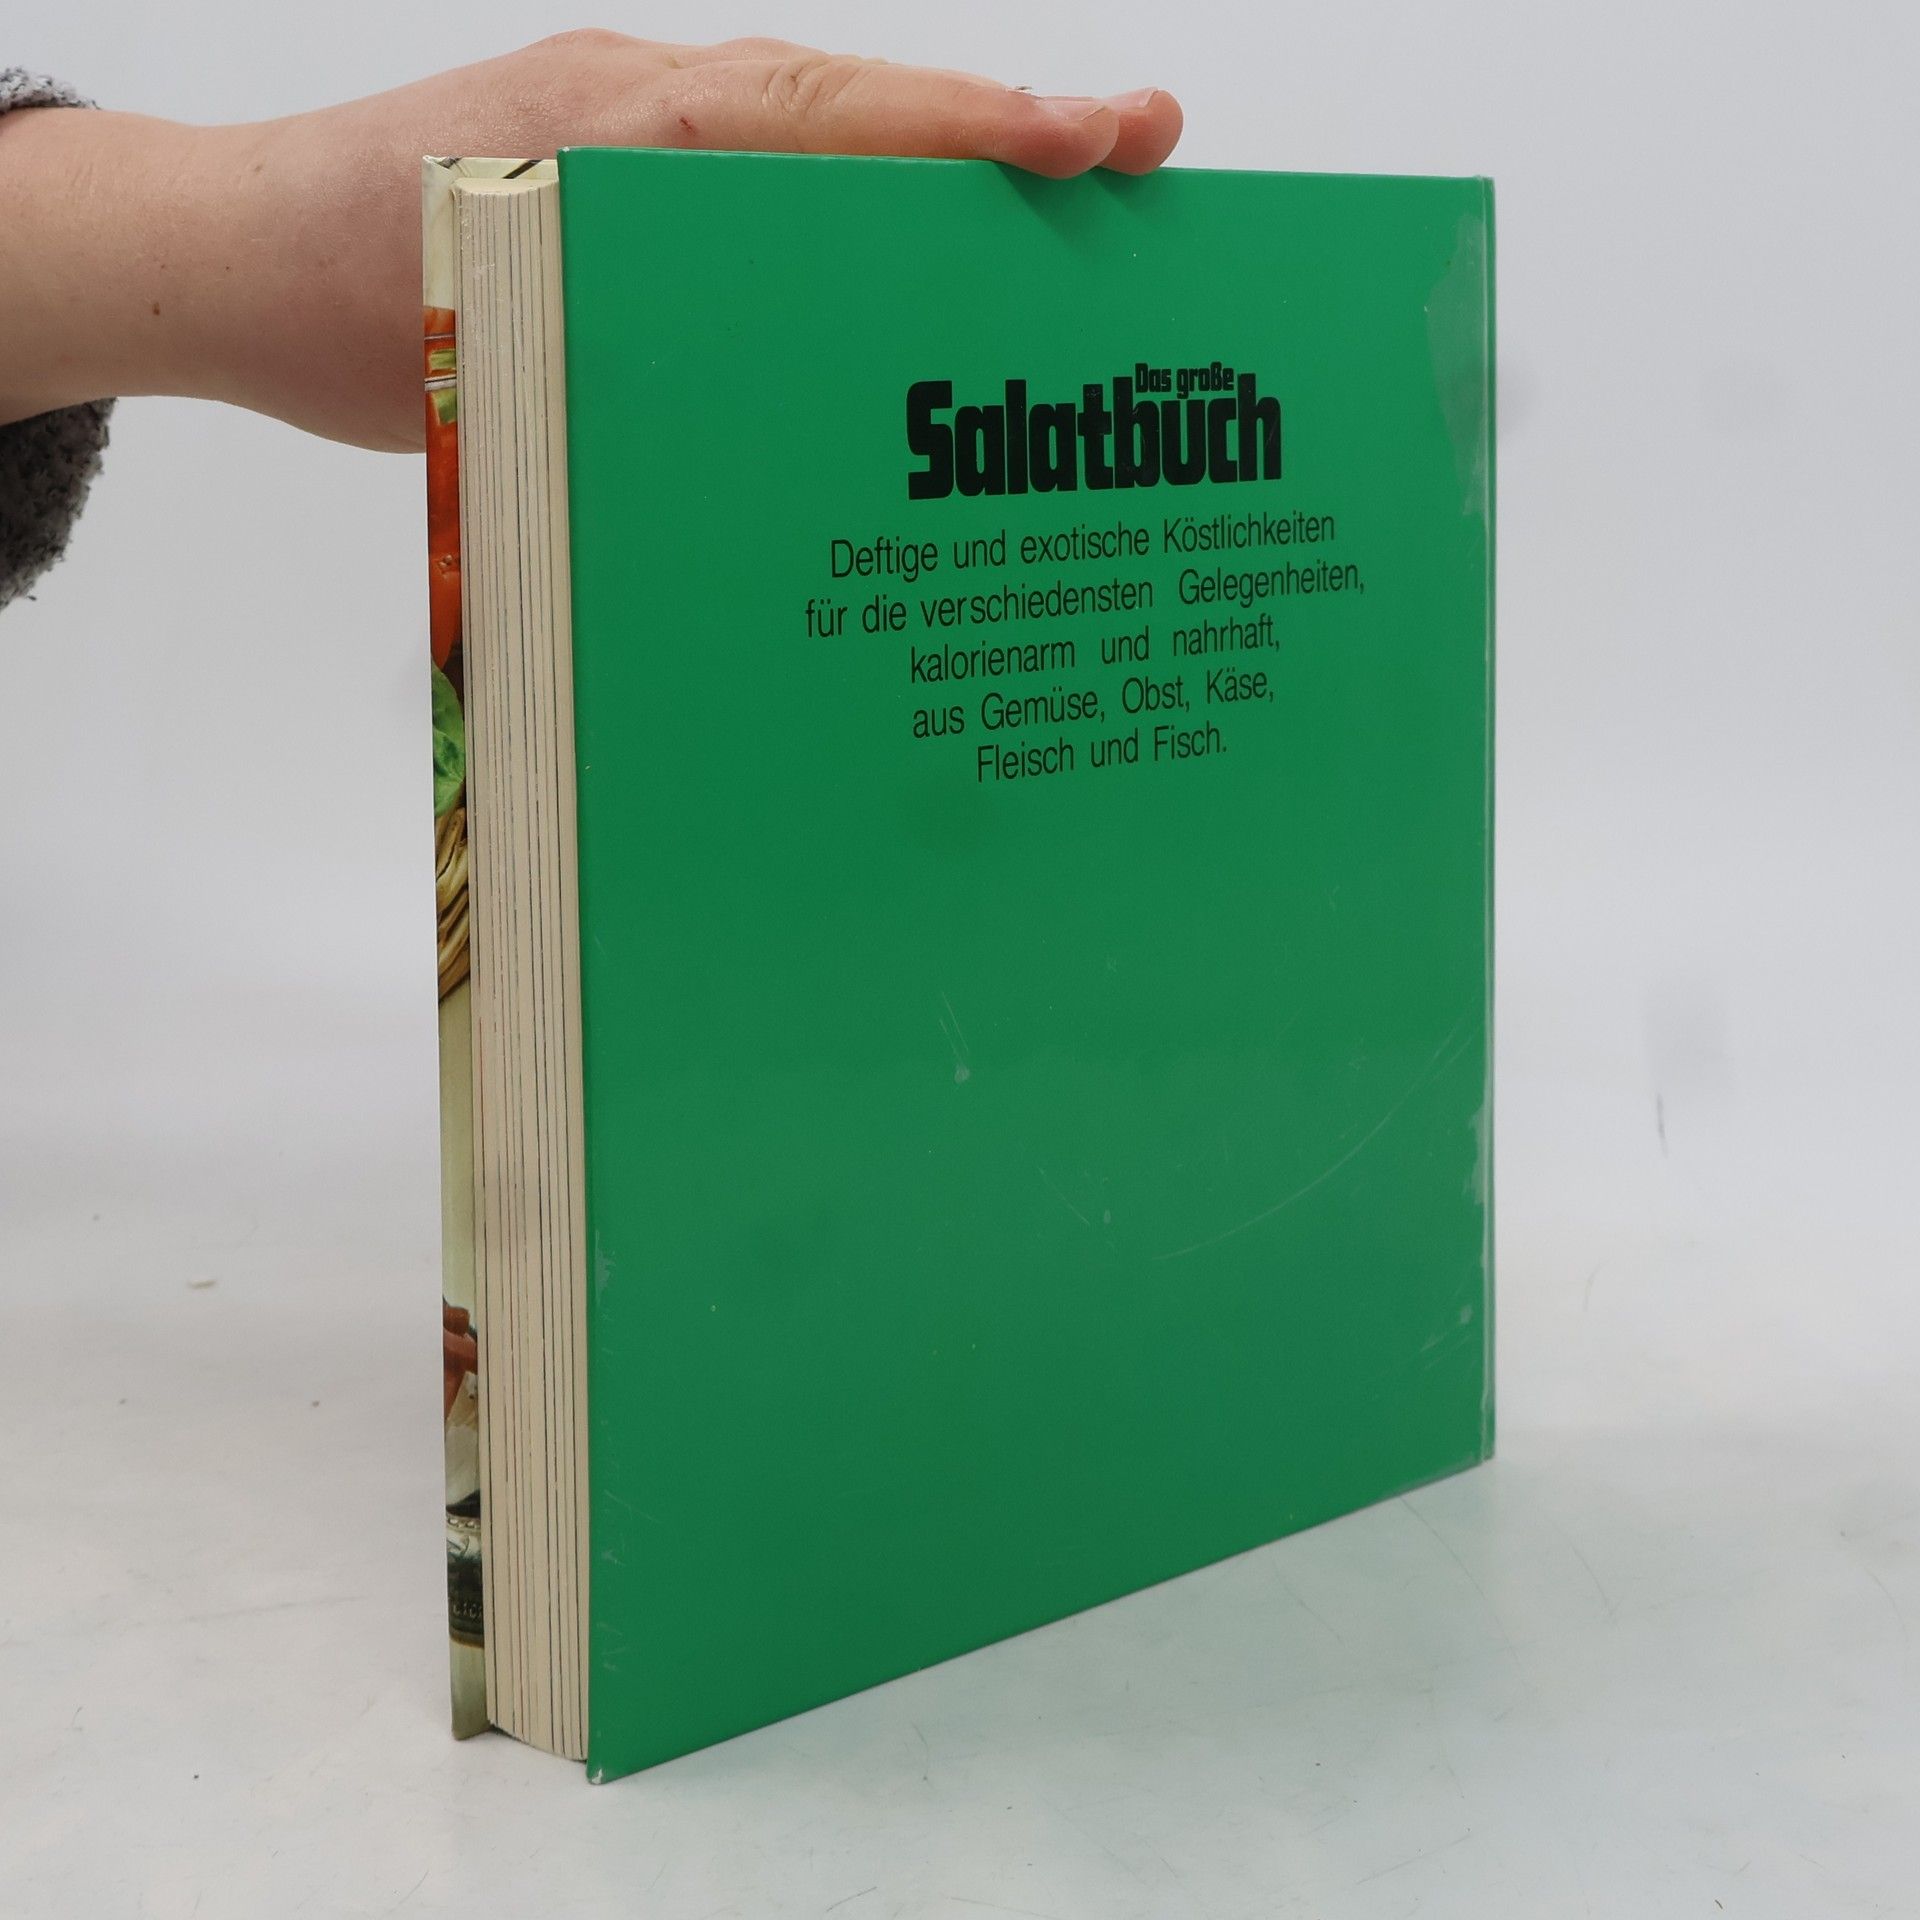 Das große
Salatbuch
Deftige und exotische Köstlichkeiten
für die verschiedensten Gelegenheiten,
kalorienarm und nahrhaft,
aus Gemüse, Obst, Käse,
Fleisch und Fisch.